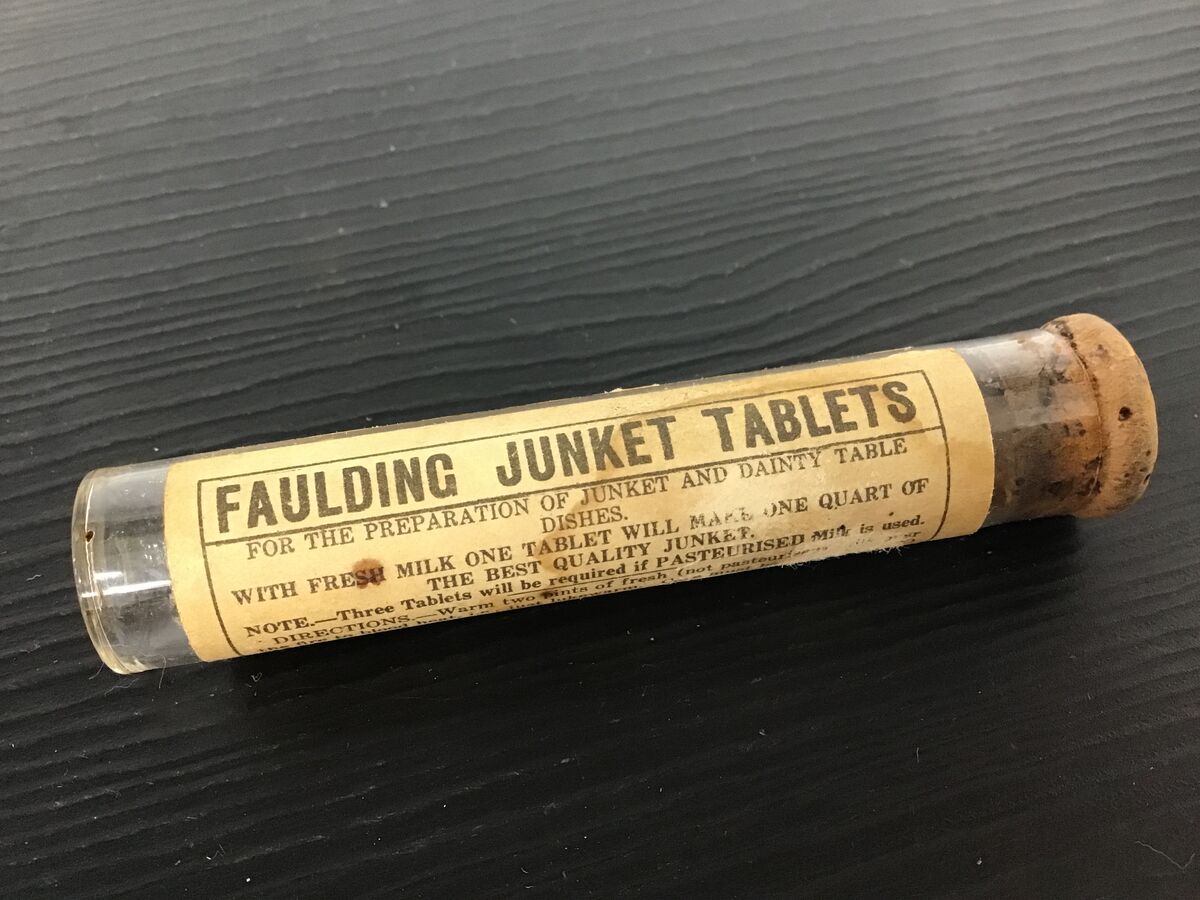 FAULDING JUNKET TABLETS
FOR THE PREPARATION OF JUNKET AND DAINTY TABLE
DISHES.
WITH FRESH MILK ONE TABLET WILL MAKE ONE QUART OF
THE BEST QUALITY JUNKET.
NOTE.—Three Tablets will be required if PASTEURISED Milk is used.
DIRECTIONS.—Warm two pints of fresh (not